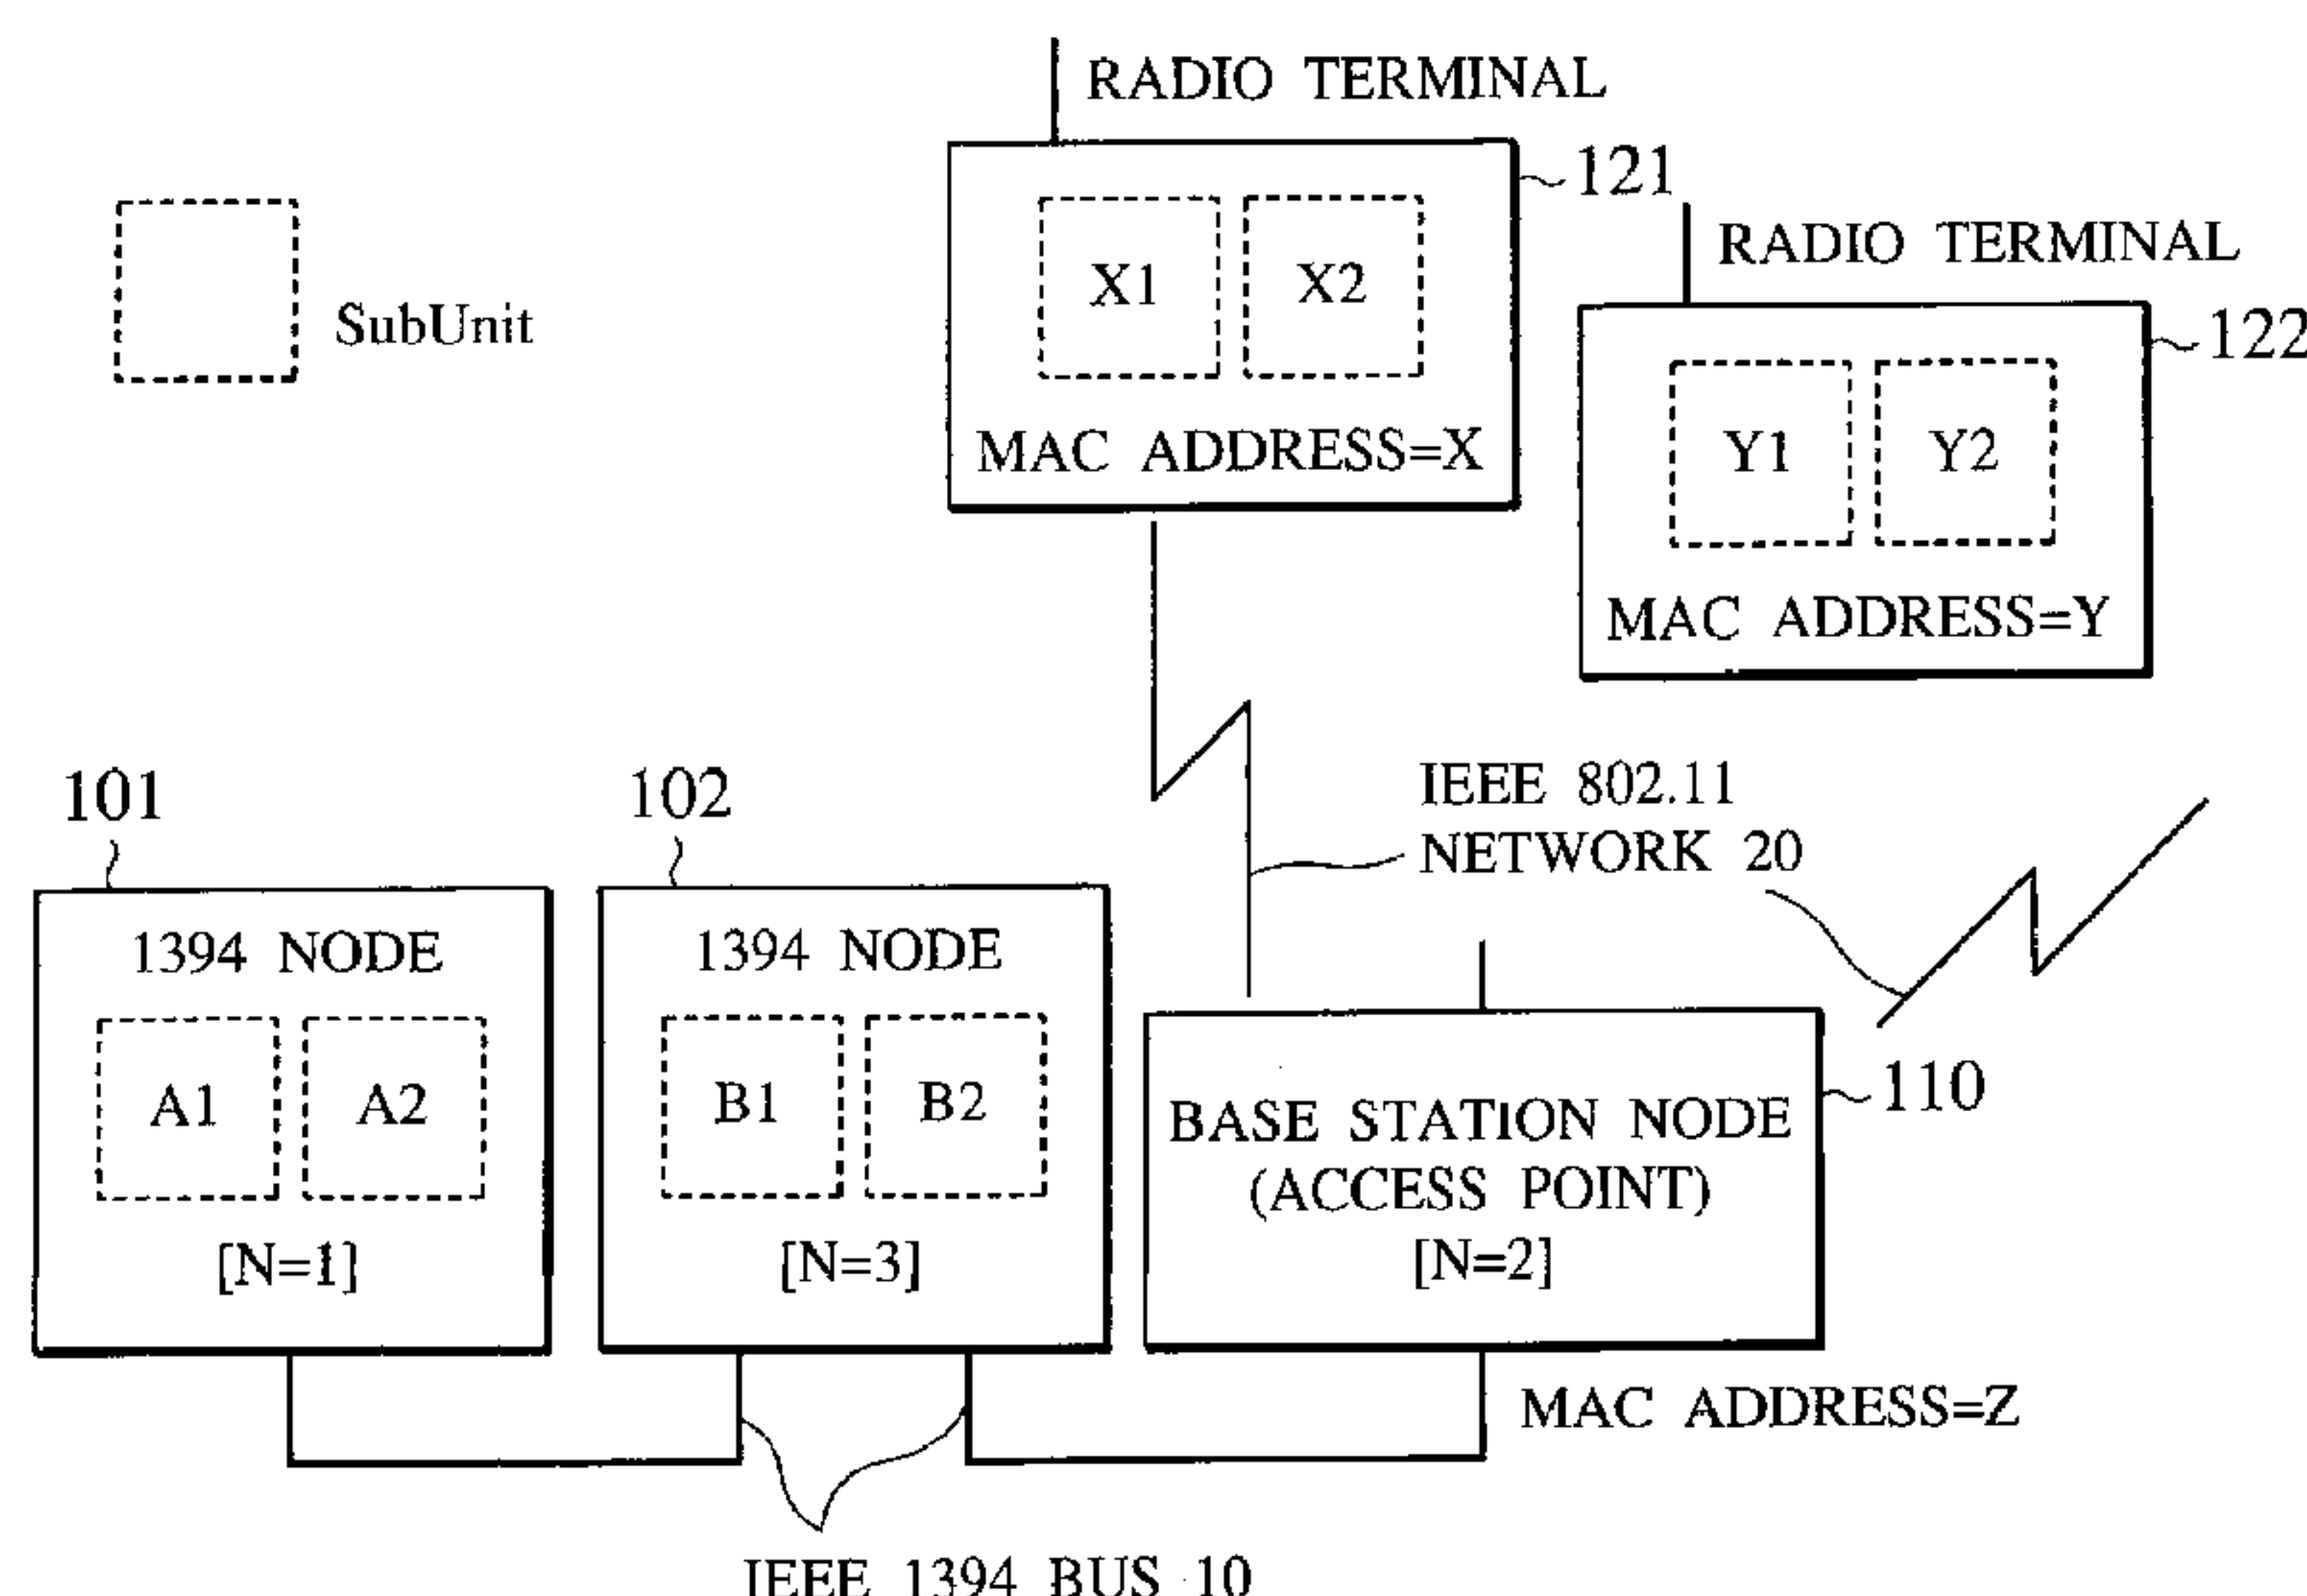 RADIO TERMINAL
121
X1 X2
MAC ADDRESS=X
RADIO TERMINAL
122
Y1 Y2
MAC ADDRESS=Y
SubUnit
IEEE 802.11
NETWORK 20
101
1394 NODE
A1 A2
[N=1]
102
1394 NODE
B1 B2
[N=3]
110
BASE STATION NODE
(ACCESS POINT)
[N=2]
MAC ADDRESS=Z
IEEE 1394 BUS 10